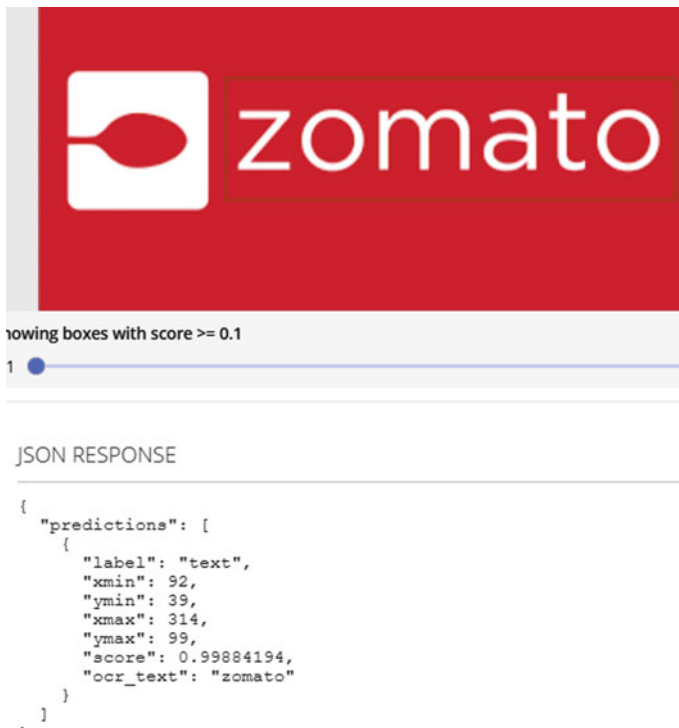 zomato
howing boxes with score >= 0.1
1
JSON RESPONSE
{
"predictions": [
{
"label": "text",
"xmin": 92,
"ymin": 39,
"xmax": 314,
"ymax": 99,
"score": 0.99884194,
"ocr_text": "zomato"
}
]